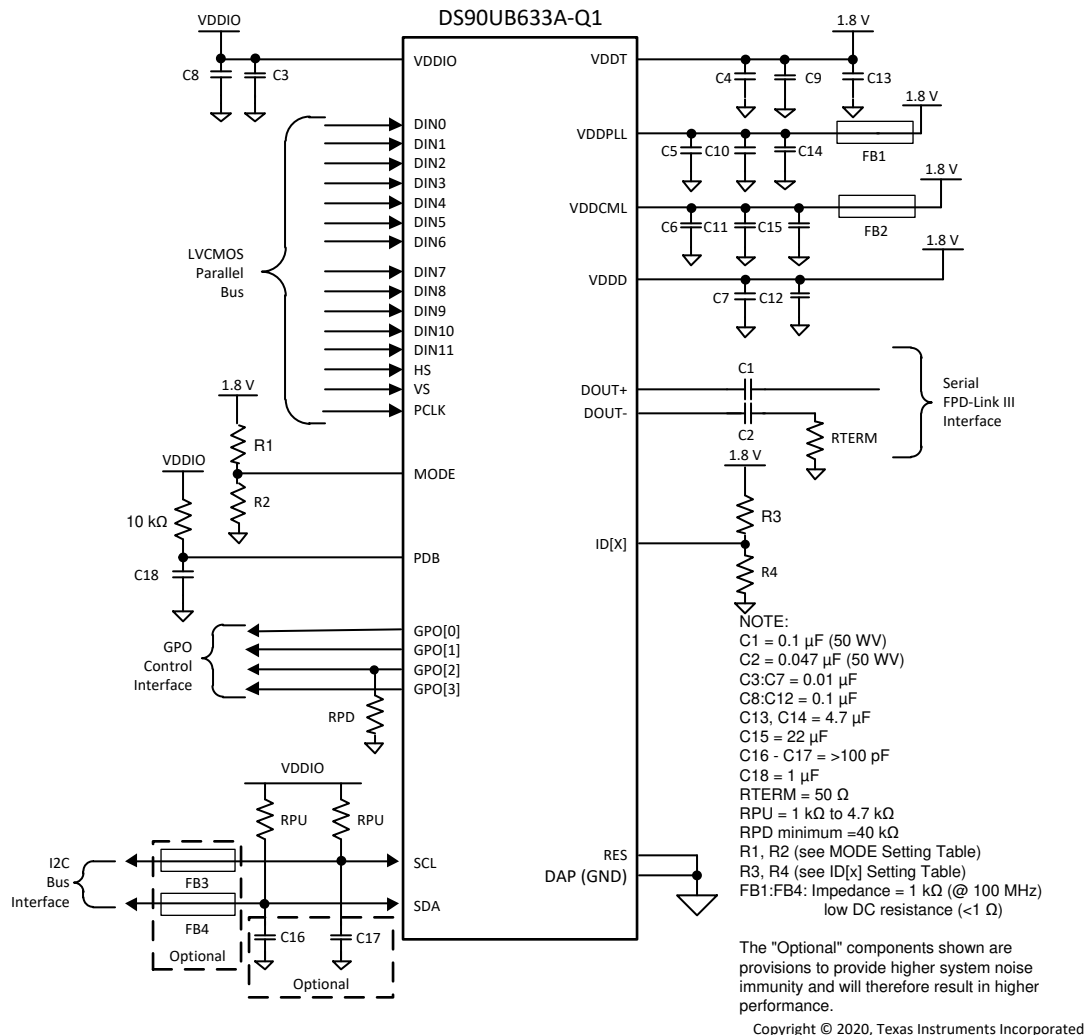 DS90UB633A-Q1
VDDIO
C8
C3
VDDIO
DIN0
DIN1
DIN2
DIN3
DIN4
DIN5
DIN6
DIN7
DIN8
DIN9
DIN10
DIN11
HS
VS
PCLK
LVCMOS
Parallel
Bus
1.8 V
R1
R2
MODE
VDDIO
10 kΩ
C18
PDB
GPO[0]
GPO[1]
GPO[2]
GPO[3]
GPO
Control
Interface
RPD
VDDIO
RPU
RPU
SCL
SDA
I2C
Bus
Interface
FB3
FB4
Optional
C16
C17
Optional
VDDT
1.8 V
C4
C9
C13
VDDPLL
1.8 V
C5
C10
C14
FB1
VDDCML
1.8 V
C6
C11
C15
FB2
VDDD
1.8 V
C7
C12
DOUT+
DOUT-
C1
C2
RTERM
Serial
FPD-Link III
Interface
1.8 V
R3
R4
ID[X]
RES
DAP (GND)
NOTE:
C1 = 0.1 µF (50 WV)
C2 = 0.047 µF (50 WV)
C3:C7 = 0.01 µF
C8:C12 = 0.1 µF
C13, C14 = 4.7 µF
C15 = 22 µF
C16 - C17 = >100 pF
C18 = 1 µF
RTERM = 50 Ω
RPU = 1 kΩ to 4.7 kΩ
RPD minimum =40 kΩ
R1, R2 (see MODE Setting Table)
R3, R4 (see ID[x] Setting Table)
FB1:FB4: Impedance = 1 kΩ (@ 100 MHz)
low DC resistance (<1 Ω)
The "Optional" components shown are
provisions to provide higher system noise
immunity and will therefore result in higher
performance.
Copyright © 2020, Texas Instruments Incorporated